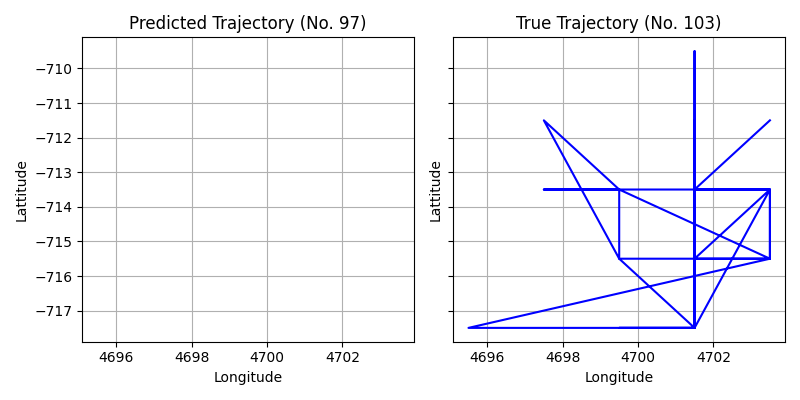 Predicted Trajectory (No. 97)
True Trajectory (No. 103)
−710
−711
−712
−713
−714
−715
−716
−717
Lattitude
Lattitude
4696 4698 4700 4702
4696 4698 4700 4702
Longitude
Longitude